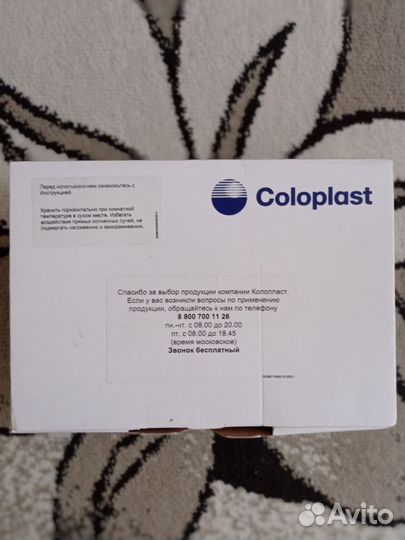 Перед использованием ознакомьтесь с
Инструкцией.
Хранить горизонтально при комнатной
температуре в сухом месте. Избегать
воздействия прямых солнечных лучей, не
подвергать нагреванию и замораживанию.
Coloplast
Спасибо за выбор продукции компании Колопласт.
Если у вас возникли вопросы по применению
продукции, обращайтесь к нам по телефону
8 800 700 11 26
пн.-чт. с 08.00 до 20.00
пт. с 08.00 до 18.45
(время московское)
Звонок бесплатный
Avito